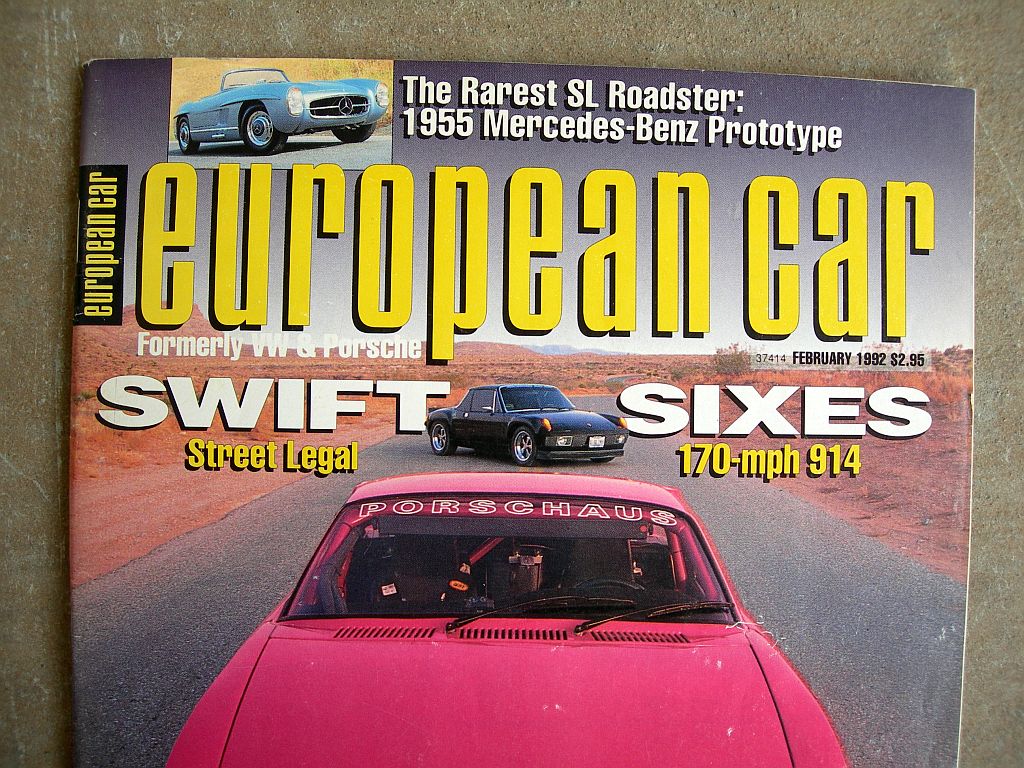 The Rarest SL Roadster:
1955 Mercedes-Benz Prototype
european car
european car
Formerly VW & Porsche
37414 FEBRUARY 1992 $2.95
SWIFT SIXES
Street Legal
170-mph 914
PORSCHAUS